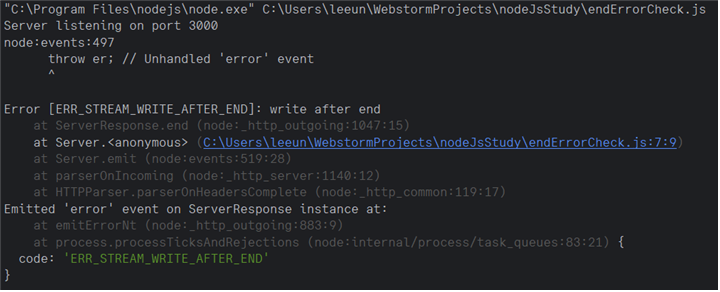 "C:\Program Files\nodejs\node.exe" C:\Users\leeun\WebstormProjects\nodeJsStudy\endErrorCheck.js
Server listening on port 3000
node:events:497
      throw er; // Unhandled 'error' event
      ^
Error [ERR_STREAM_WRITE_AFTER_END]: write after end
    at ServerResponse.end (node:_http_outgoing:1047:15)
    at Server.<anonymous> (C:\Users\leeun\WebstormProjects\nodeJsStudy\endErrorCheck.js:7:9)
    at Server.emit (node:events:519:28)
    at parserOnIncoming (node:_http_server:1140:12)
    at HTTPParser.parserOnHeadersComplete (node:_http_common:119:17)
Emitted 'error' event on ServerResponse instance at:
    at emitErrorNt (node:_http_outgoing:883:9)
    at process.processTicksAndRejections (node:internal/process/task_queues:83:21) {
  code: 'ERR_STREAM_WRITE_AFTER_END'
}